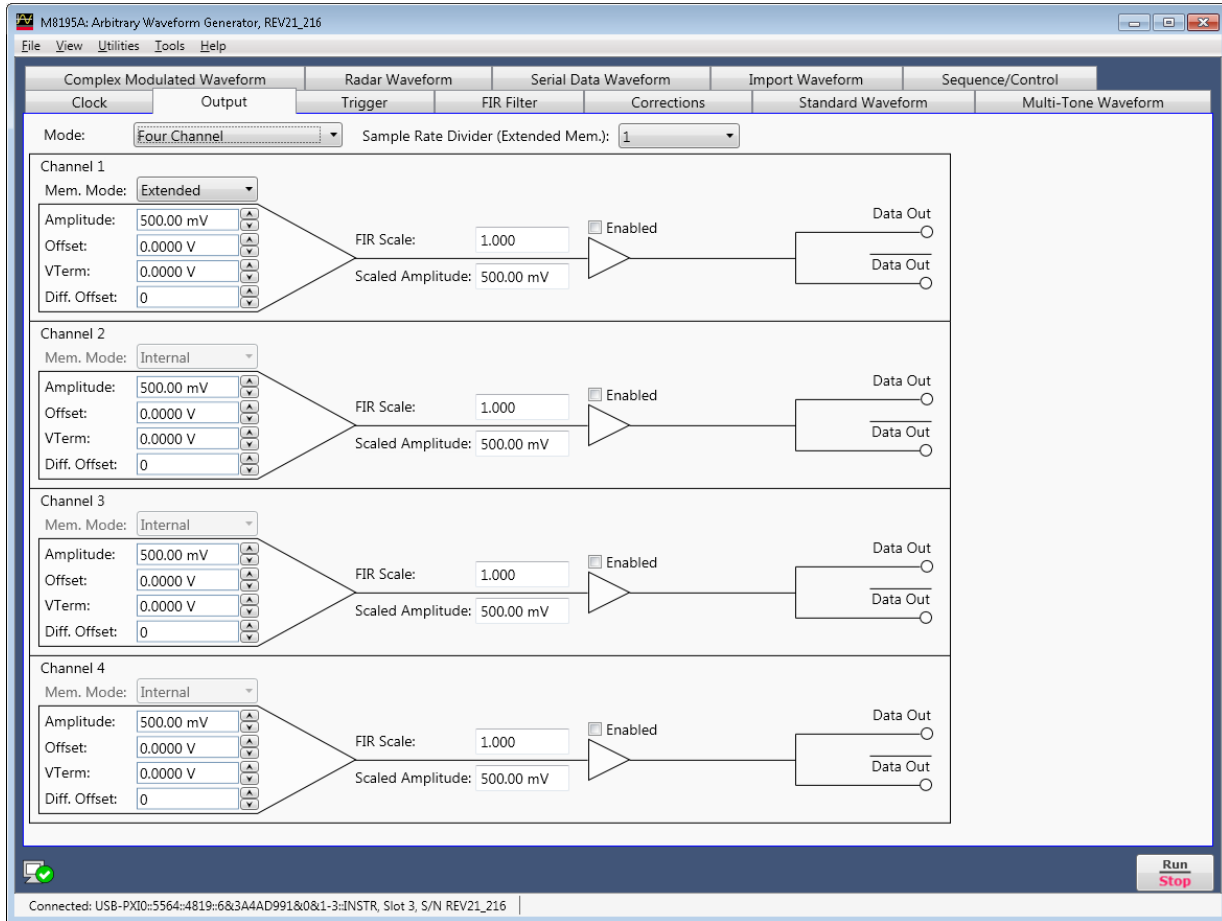 M8195A: Arbitrary Waveform Generator, REV21_216
File View Utilities Tools Help
Complex Modulated Waveform Radar Waveform Serial Data Waveform Import Waveform Sequence/Control
Clock Output Trigger FIR Filter Corrections Standard Waveform Multi-Tone Waveform
Mode: Four Channel Sample Rate Divider (Extended Mem.): 1
Channel 1
Mem. Mode: Extended
Amplitude: 500.00 mV
Offset: 0.0000 V
VTerm: 0.0000 V
Diff. Offset: 0
FIR Scale: 1.000
Scaled Amplitude: 500.00 mV
Enabled
Data Out
Data Out
Channel 2
Mem. Mode: Internal
Amplitude: 500.00 mV
Offset: 0.0000 V
VTerm: 0.0000 V
Diff. Offset: 0
FIR Scale: 1.000
Scaled Amplitude: 500.00 mV
Enabled
Data Out
Data Out
Channel 3
Mem. Mode: Internal
Amplitude: 500.00 mV
Offset: 0.0000 V
VTerm: 0.0000 V
Diff. Offset: 0
FIR Scale: 1.000
Scaled Amplitude: 500.00 mV
Enabled
Data Out
Data Out
Channel 4
Mem. Mode: Internal
Amplitude: 500.00 mV
Offset: 0.0000 V
VTerm: 0.0000 V
Diff. Offset: 0
FIR Scale: 1.000
Scaled Amplitude: 500.00 mV
Enabled
Data Out
Data Out
Run
Stop
Connected: USB-PXI0::5564::4819::6&3A4AD991&0&1-3::INSTR, Slot 3, S/N REV21_216